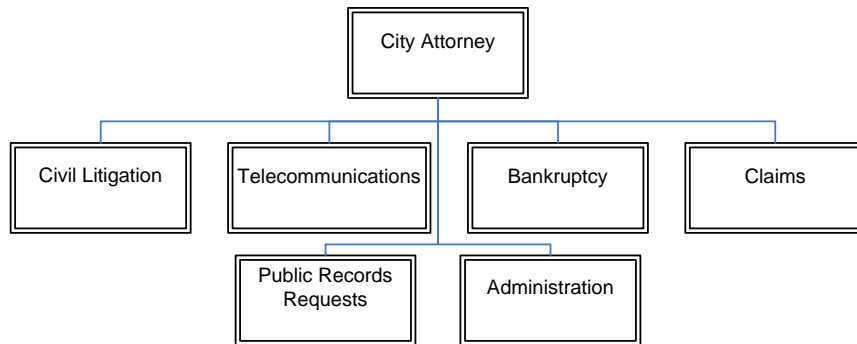 City Attorney
Civil Litigation
Telecommunications
Bankruptcy
Claims
Public Records
Requests
Administration